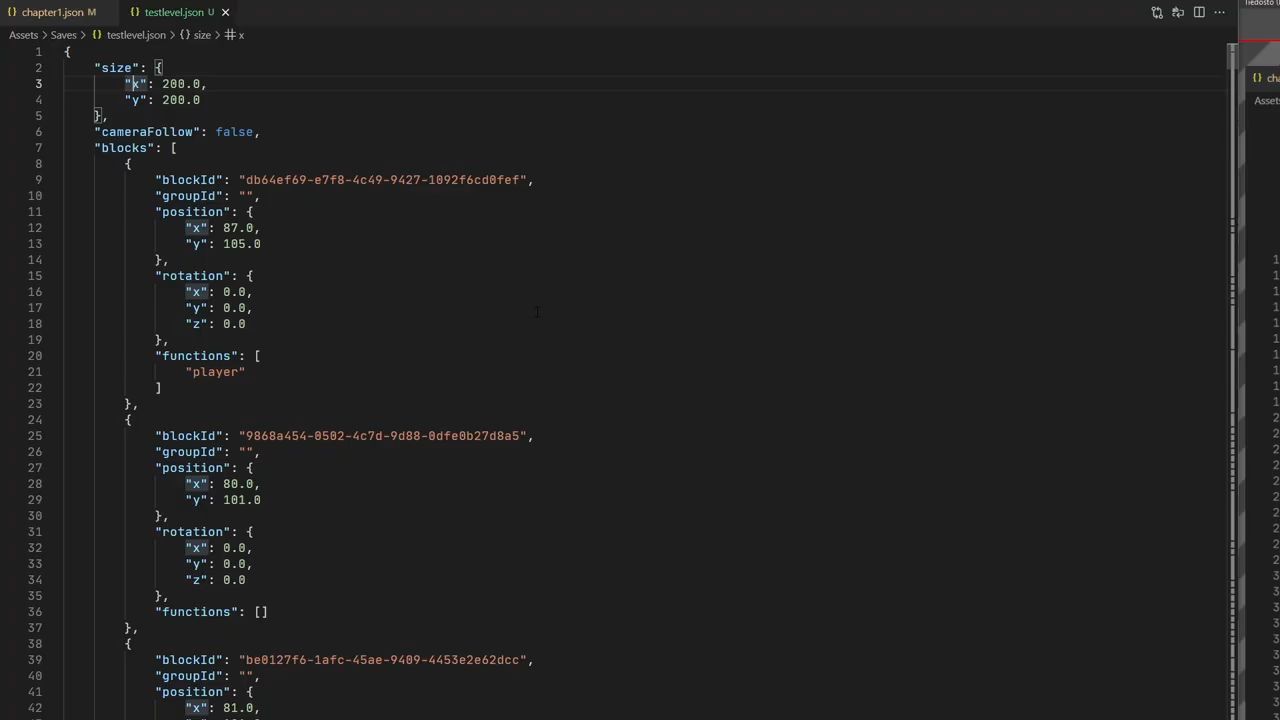 chapter1.json M testlevel.json U
Tiedosto
Assets > Saves > testlevel.json > size > x
1 {
2 "size": {
3 "x": 200.0,
4 "y": 200.0
5 },
6 "cameraFollow": false,
7 "blocks": [
8 {
9 "blockId": "db64ef69-e7f8-4c49-9427-1092f6cd0fef",
10 "groupId": "",
11 "position": {
12 "x": 87.0,
13 "y": 105.0
14 },
15 "rotation": {
16 "x": 0.0,
17 "y": 0.0,
18 "z": 0.0
19 },
20 "functions": [
21 "player"
22 ]
23 },
24 {
25 "blockId": "9868a454-0502-4c7d-9d88-0dfe0b27d8a5",
26 "groupId": "",
27 "position": {
28 "x": 80.0,
29 "y": 101.0
30 },
31 "rotation": {
32 "x": 0.0,
33 "y": 0.0,
34 "z": 0.0
35 },
36 "functions": []
37 },
38 {
39 "blockId": "be0127f6-1afc-45ae-9409-4453e2e62dcc",
40 "groupId": "",
41 "position": {
42 "x": 81.0,